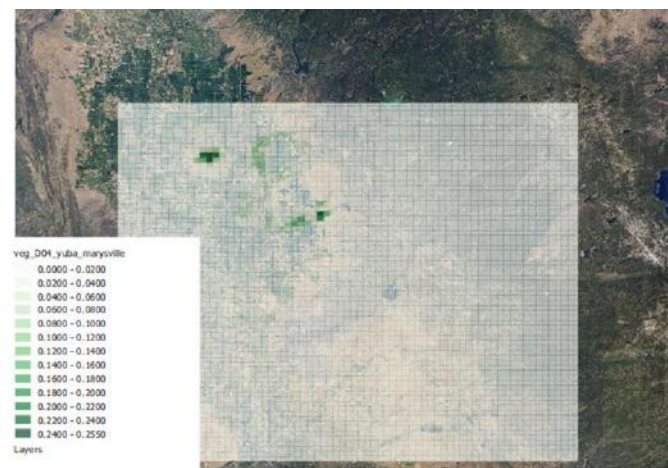 veg_D04_yuba_marysville
0.0000 - 0.0200
0.0200 - 0.0400
0.0400 - 0.0600
0.0600 - 0.0800
0.0800 - 0.1000
0.1000 - 0.1200
0.1200 - 0.1400
0.1400 - 0.1600
0.1600 - 0.1800
0.1800 - 0.2000
0.2000 - 0.2200
0.2200 - 0.2400
0.2400 - 0.2550
Layers